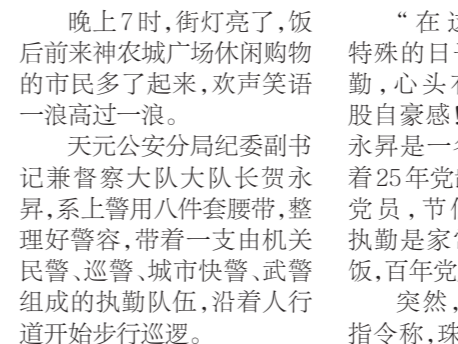 晚上7时,街灯亮了,饭
后前来神农城广场休闲购物
的市民多了起来,欢声笑语
一浪高过一浪。
天元公安分局纪委副书
记兼督察大队大队长贺永
昇,系上警用八件套腰带,整
理好警容,带着一支由机关
民警、巡警、城市快警、武警
组成的执勤队伍,沿着人行
道开始步行巡逻。
“在这
特殊的日
勤,心头有
股自豪感!
永昇是一名
着25年党龄
党员,节假
执勤是家常
饭,百年党
突然,
指令称,珠